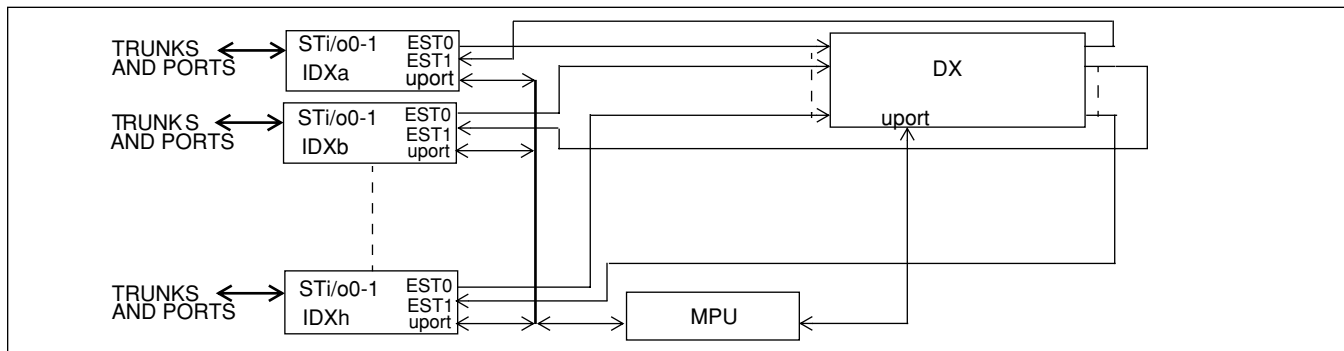 TRUNKS
AND PORTS
STi/o0-1
IDXa
EST0
EST1
uport
DX
uport
TRUNKS
AND PORTS
STi/o0-1
IDXb
EST0
EST1
uport
TRUNKS
AND PORTS
STi/o0-1
IDXh
EST0
EST1
uport
MPU